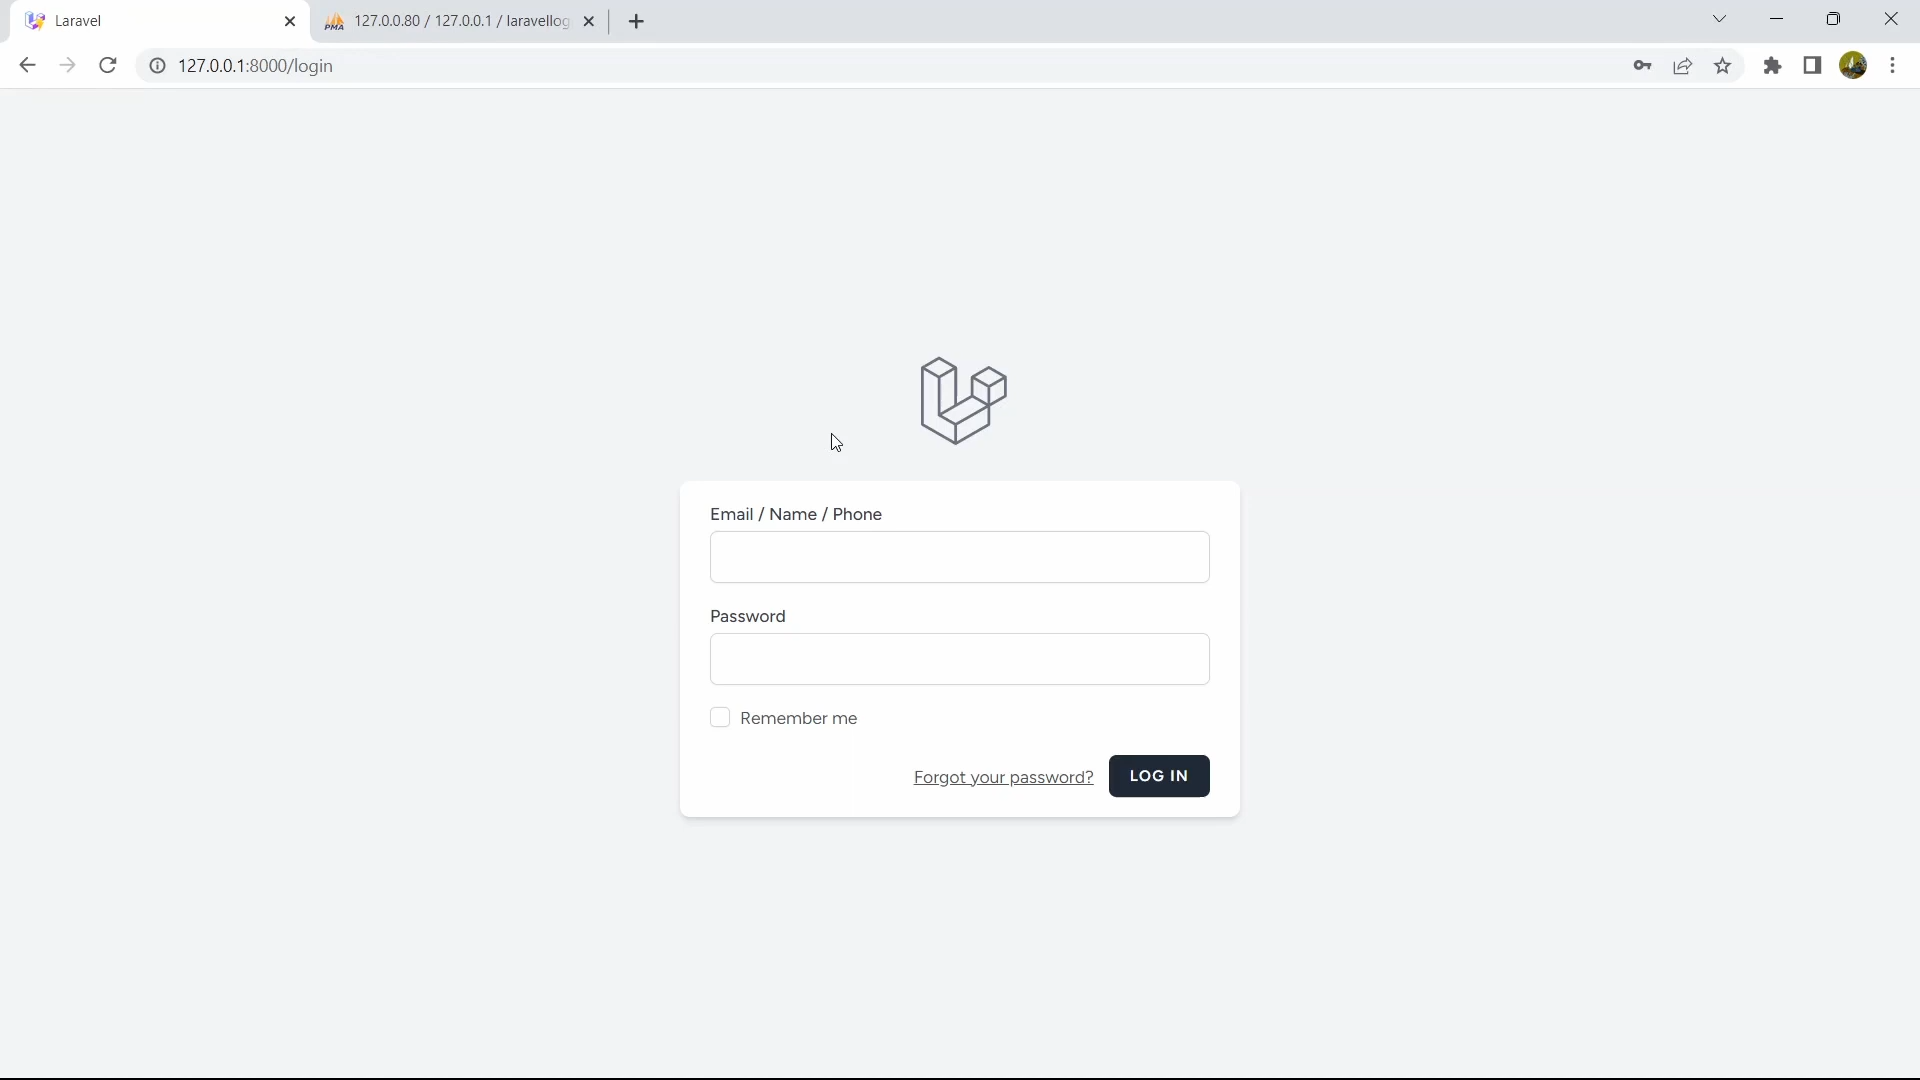 Laravel
PMA 127.0.0.80 / 127.0.0.1 / laravellog
127.0.0.1:8000/login
Email / Name / Phone
Password
Remember me
Forgot your password?
LOG IN